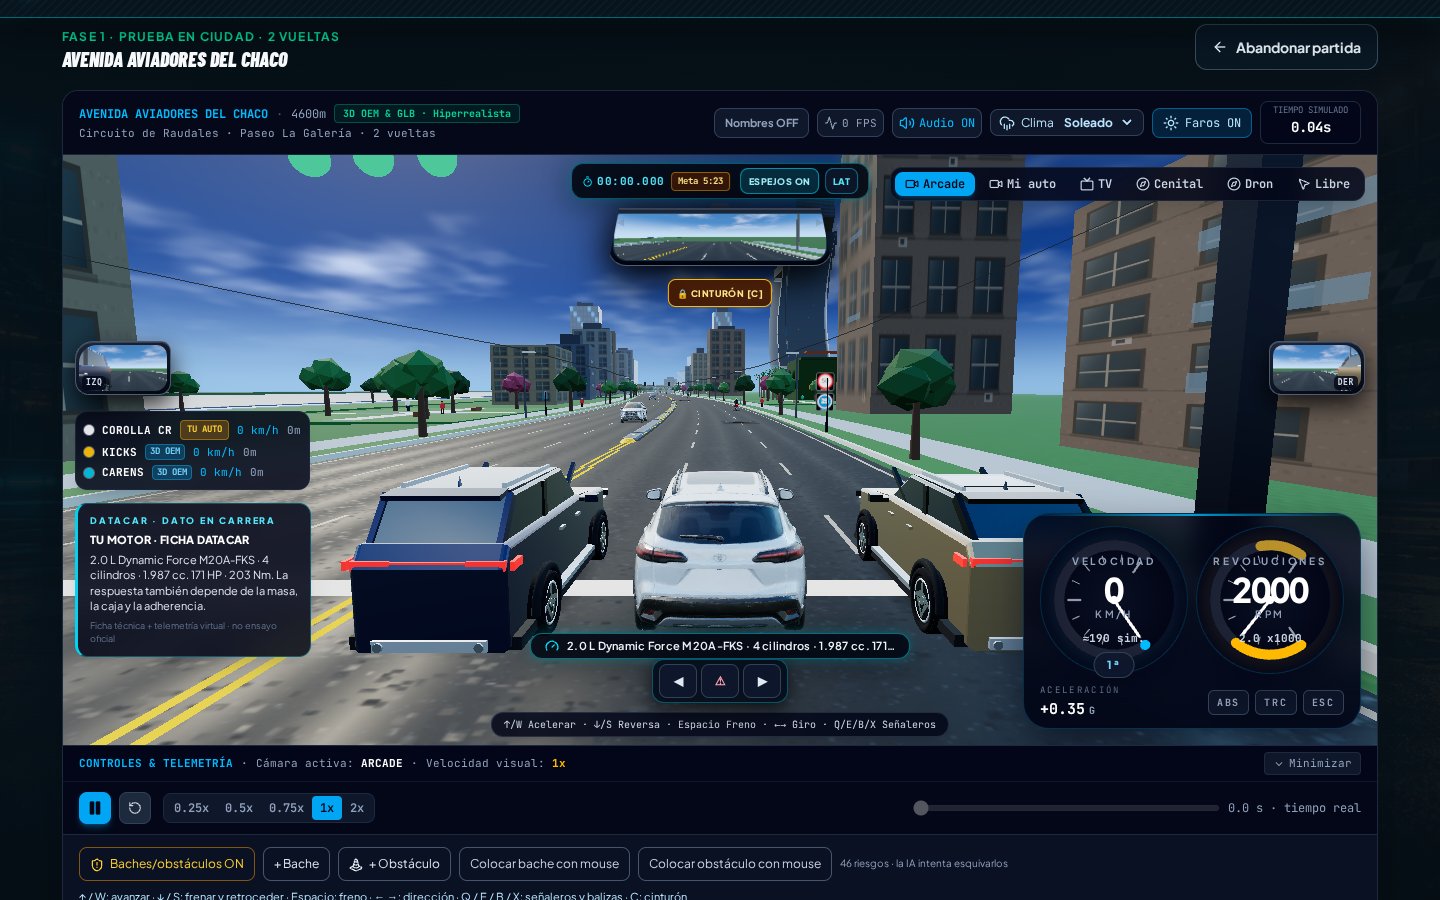 FASE 1 · PRUEBA EN CIUDAD · 2 VUELTAS
AVENIDA AVIADORES DEL CHACO
Abandonar partida
AVENIDA AVIADORES DEL CHACO · 4600m 3D OEM & GLB · Hiperrealista
Circuito de Raudales · Paseo La Galería · 2 vueltas
Nombres OFF
0 FPS
Audio ON
Clima Soleado
Faros ON
TIEMPO SIMULADO
0.04s
00:00.000 Meta 5:23 ESPEJOS ON LAT
Arcade Mi auto TV Cenital Dron Libre
CINTURÓN [C]
IZQ
DER
COROLLA CR TU AUTO 0 km/h 0m
KICKS 3D OEM 0 km/h 0m
CARENS 3D OEM 0 km/h 0m
DATACAR · DATO EN CARRERA
TU MOTOR · FICHA DATACAR
2.0 L Dynamic Force M20A-FKS · 4
cilindros · 1.987 cc. 171 HP · 203 Nm. La
respuesta también depende de la masa,
la caja y la adherencia.
Ficha técnica + telemetría virtual · no ensayo
oficial
VELOCIDAD
0
KM/H
≈190 sim.
1ª
REVOLUCIONES
2000
RPM
2.0 x1000
ACELERACIÓN
+0.35 G
ABS TRC ESC
2.0 L Dynamic Force M20A-FKS · 4 cilindros · 1.987 cc. 171…
◀ ⚠ ▶
↑/W Acelerar · ↓/S Reversa · Espacio Freno · ←→ Giro · Q/E/B/X Señaleros
CONTROLES & TELEMETRÍA · Cámara activa: ARCADE · Velocidad visual: 1x
Minimizar
0.25x 0.5x 0.75x 1x 2x
0.0 s · tiempo real
Baches/obstáculos ON
+ Bache
+ Obstáculo
Colocar bache con mouse
Colocar obstáculo con mouse
46 riesgos · la IA intenta esquivarlos
↑ / W: avanzar · ↓ / S: frenar y retroceder · Espacio: freno · ← →: dirección · Q / E / B / X: señaleros y balizas · C: cinturón